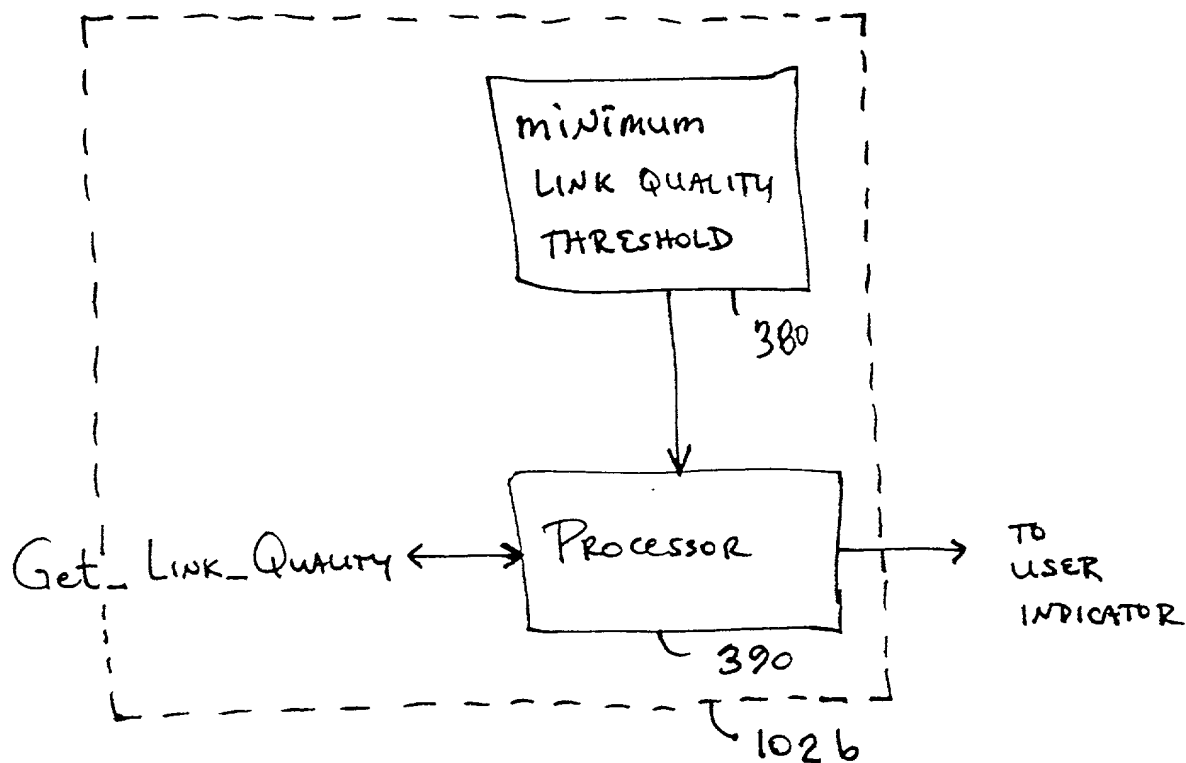 minimum
LINK QUALITY
THRESHOLD
380
Get_LINK_QUALITY
PROCESSOR
TO
USER
INDICATOR
390
102b